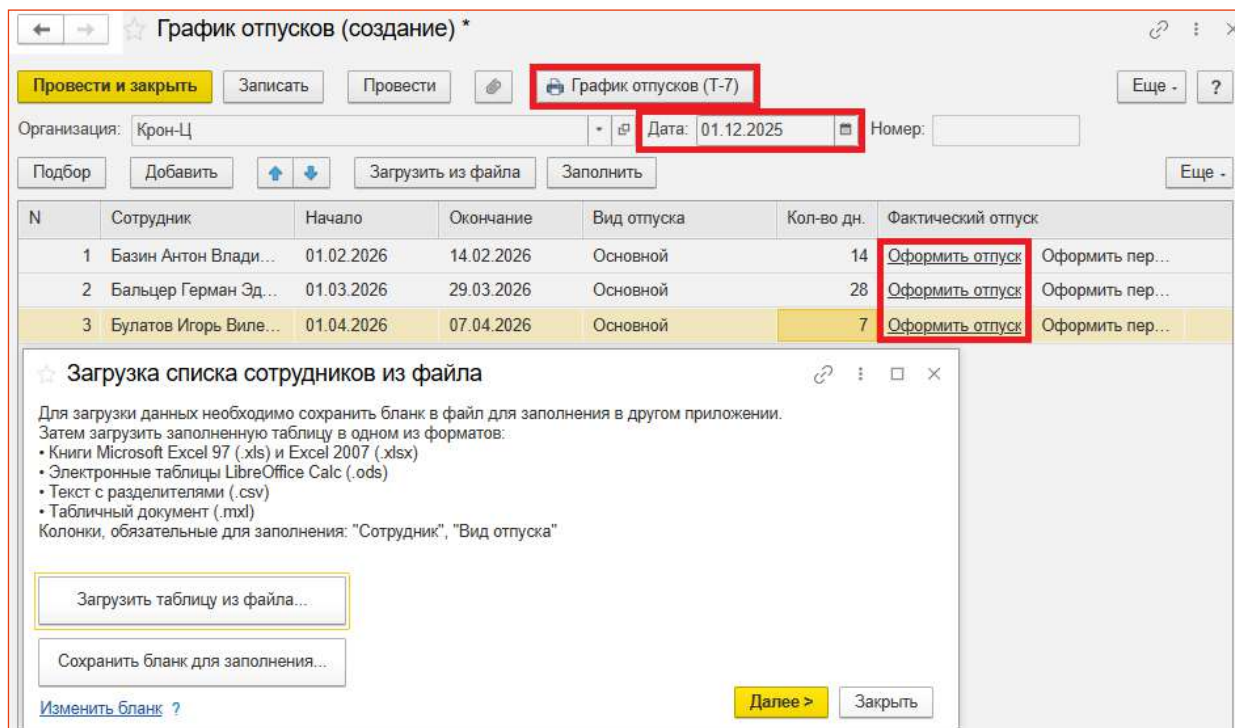 График отпусков (создание) *
Провести и закрыть Записать Провести График отпусков (Т-7) Еще - ?
Организация: Крон-Ц Дата: 01.12.2025 Номер:
Подбор Добавить Загрузить из файла Заполнить Еще -
N Сотрудник Начало Окончание Вид отпуска Кол-во дн. Фактический отпуск
1 Базин Антон Влади... 01.02.2026 14.02.2026 Основной 14 Оформить отпуск Оформить пер...
2 Бальцер Герман Эд... 01.03.2026 29.03.2026 Основной 28 Оформить отпуск Оформить пер...
3 Булатов Игорь Виле... 01.04.2026 07.04.2026 Основной 7 Оформить отпуск Оформить пер...
Загрузка списка сотрудников из файла
Для загрузки данных необходимо сохранить бланк в файл для заполнения в другом приложении.
Затем загрузить заполненную таблицу в одном из форматов:
• Книги Microsoft Excel 97 (.xls) и Excel 2007 (.xlsx)
• Электронные таблицы LibreOffice Calc (.ods)
• Текст с разделителями (.csv)
• Табличный документ (.mxl)
Колонки, обязательные для заполнения: "Сотрудник", "Вид отпуска"
Загрузить таблицу из файла...
Сохранить бланк для заполнения...
Изменить бланк ? Далее > Закрыть